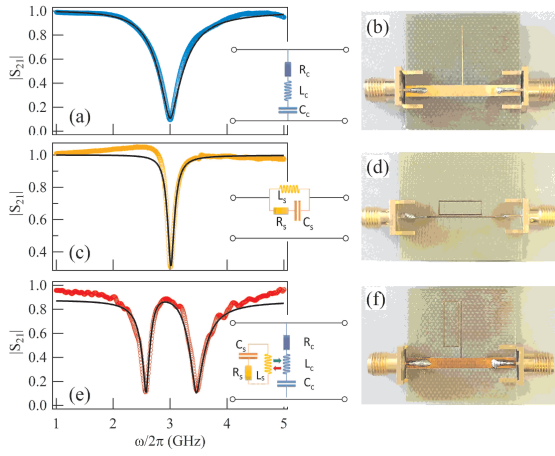 1.0
0.8
0.6
0.4
0.2
0.0
|S21|
(a)
Rc
Lc
Cc
(b)
1.0
0.8
0.6
0.4
|S21|
(c)
Ls
Rs
Cs
(d)
1.0
0.8
0.6
0.4
0.2
0.0
|S21|
(e)
Cs
Rs
Ls
Rc
Lc
Cc
(f)
1 2 3 4 5
ω/2π (GHz)